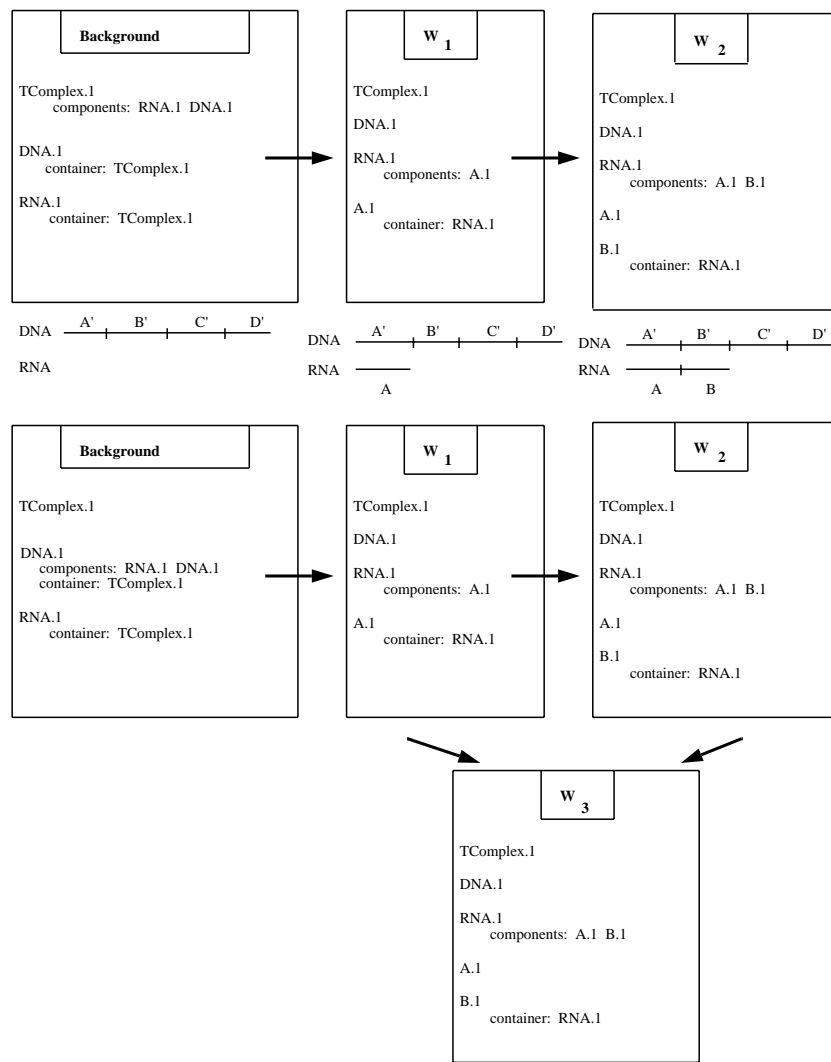 Background
TComplex.1
components: RNA.1 DNA.1
DNA.1
container: TComplex.1
RNA.1
container: TComplex.1
W 1
TComplex.1
DNA.1
RNA.1
components: A.1
A.1
container: RNA.1
W 2
TComplex.1
DNA.1
RNA.1
components: A.1 B.1
A.1
B.1
container: RNA.1
DNA A' B' C' D'
RNA
DNA A' B' C' D'
RNA
A
DNA A' B' C' D'
RNA
A B
Background
TComplex.1
DNA.1
components: RNA.1 DNA.1
container: TComplex.1
RNA.1
container: TComplex.1
W 1
TComplex.1
DNA.1
RNA.1
components: A.1
A.1
container: RNA.1
W 2
TComplex.1
DNA.1
RNA.1
components: A.1 B.1
A.1
B.1
container: RNA.1
W 3
TComplex.1
DNA.1
RNA.1
components: A.1 B.1
A.1
B.1
container: RNA.1